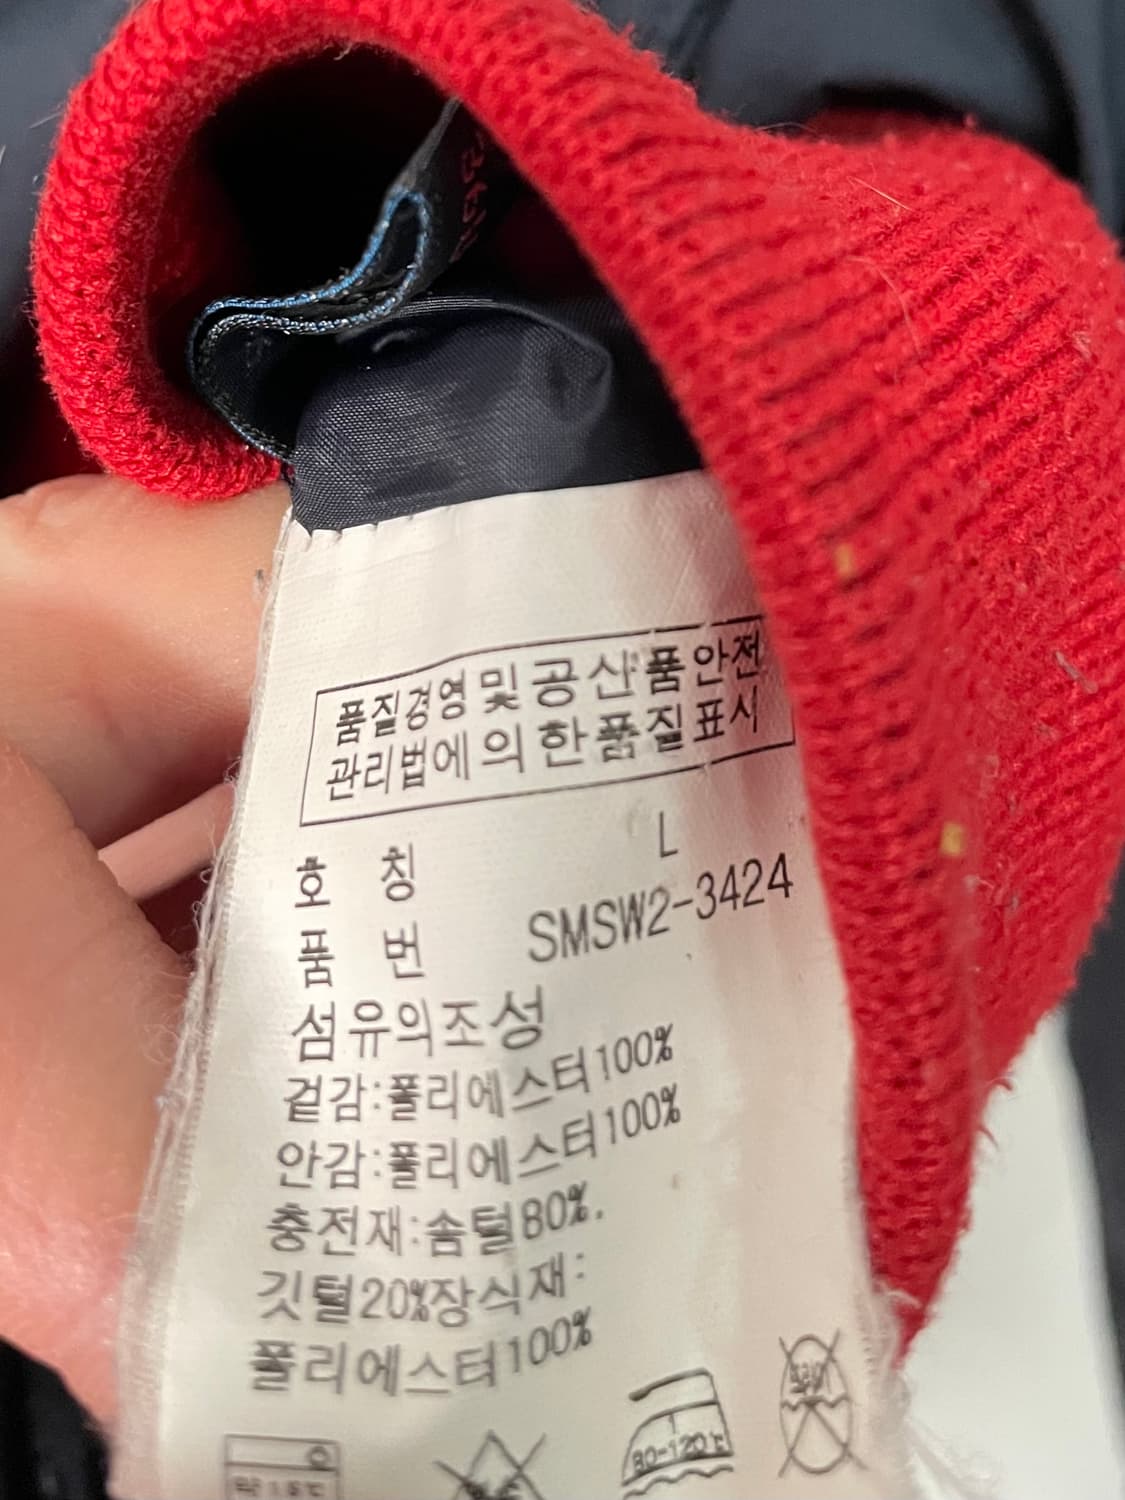 품질경영및공산품안전
관리법에의한품질표시
호 칭 L
품 번 SMSW2-3424
섬유의조성
겉감:폴리에스터100%
안감:폴리에스터100%
충전재:솜털80%.
깃털20%장식재:
폴리에스터100%
80-120℃